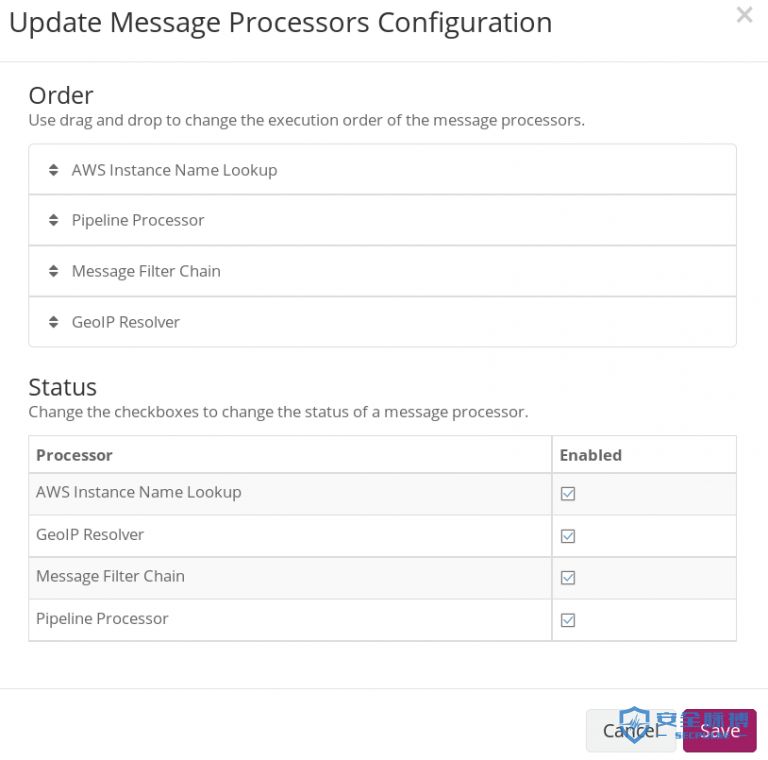 Update Message Processors Configuration
Order
Use drag and drop to change the execution order of the message processors.
AWS Instance Name Lookup
Pipeline Processor
Message Filter Chain
GeoIP Resolver
Status
Change the checkboxes to change the status of a message processor.
Processor Enabled
AWS Instance Name Lookup
GeoIP Resolver
Message Filter Chain
Pipeline Processor
Cancel Save
安全脉搏